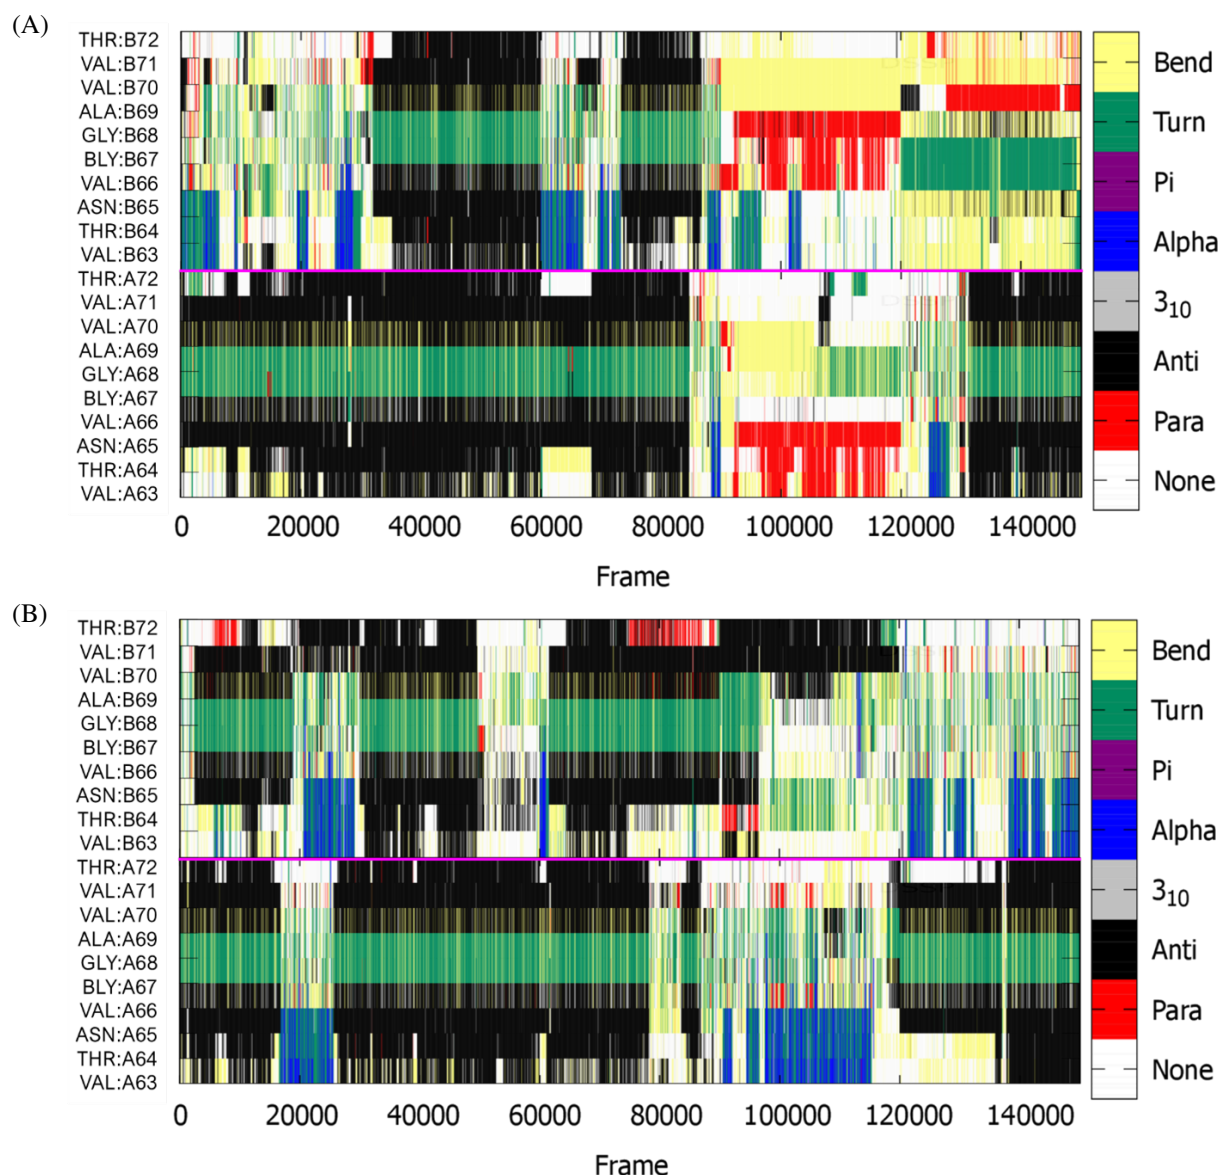 (A)
THR:B72
VAL:B71
VAL:B70
ALA:B69
GLY:B68
BLY:B67
VAL:B66
ASN:B65
THR:B64
VAL:B63
THR:A72
VAL:A71
VAL:A70
ALA:A69
GLY:A68
BLY:A67
VAL:A66
ASN:A65
THR:A64
VAL:A63
0 20000 40000 60000 80000 100000 120000 140000
Frame
Bend
Turn
Pi
Alpha
3₁₀
Anti
Para
None
(B)
THR:B72
VAL:B71
VAL:B70
ALA:B69
GLY:B68
BLY:B67
VAL:B66
ASN:B65
THR:B64
VAL:B63
THR:A72
VAL:A71
VAL:A70
ALA:A69
GLY:A68
BLY:A67
VAL:A66
ASN:A65
THR:A64
VAL:A63
0 20000 40000 60000 80000 100000 120000 140000
Frame
Bend
Turn
Pi
Alpha
3₁₀
Anti
Para
None